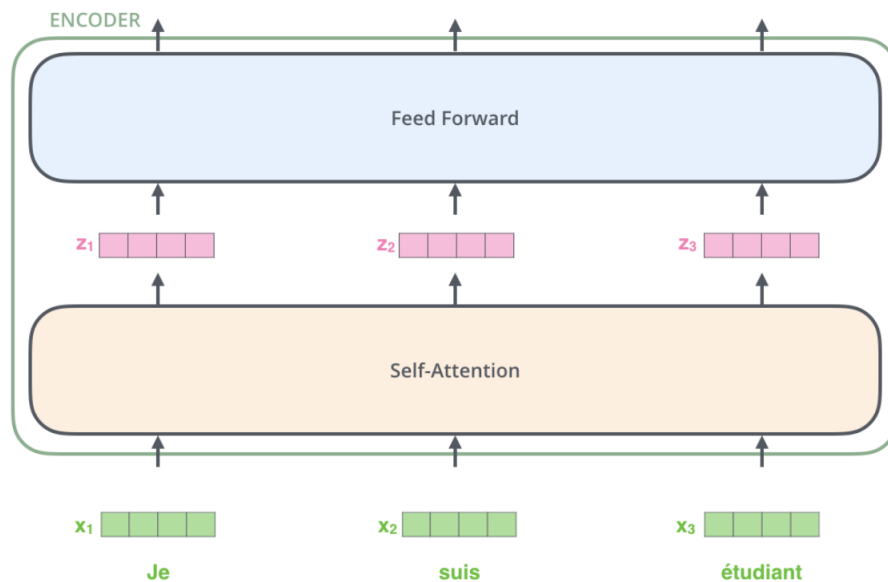 ENCODER
Feed Forward
z₁ z₂ z₃
Self-Attention
x₁ x₂ x₃
Je suis étudiant